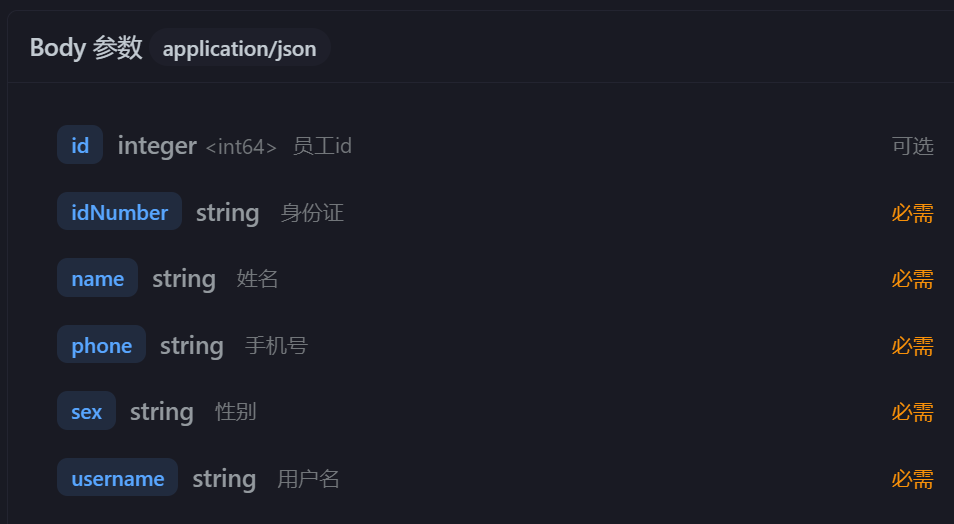 Body 参数 application/json
id integer <int64> 员工id 可选
idNumber string 身份证 必需
name string 姓名 必需
phone string 手机号 必需
sex string 性别 必需
username string 用户名 必需